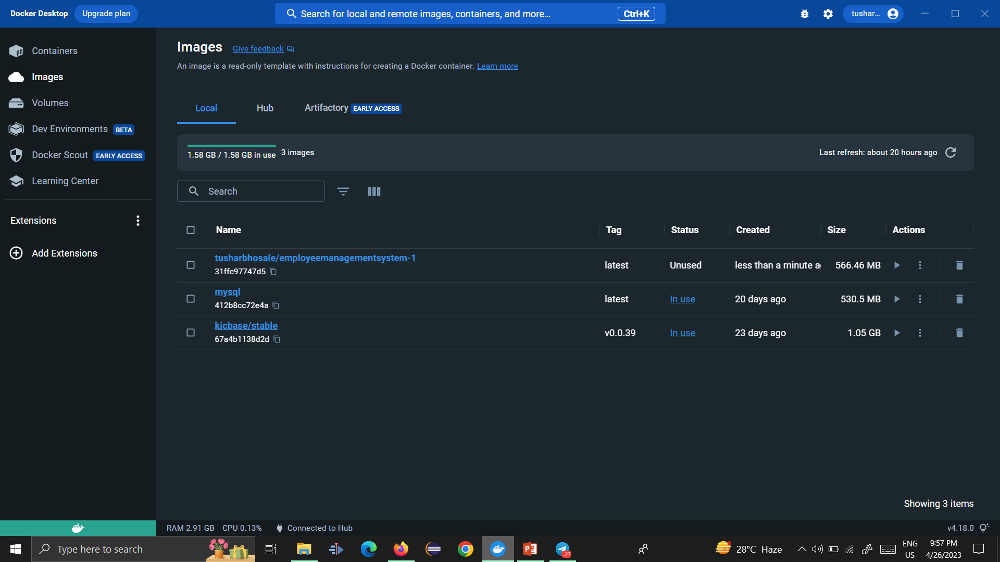 Docker Desktop Upgrade plan Search for local and remote images, containers, and more... Ctrl+K tushar...
Containers
Images
Volumes
Dev Environments BETA
Docker Scout EARLY ACCESS
Learning Center
Extensions
Add Extensions
Images Give feedback
An image is a read-only template with instructions for creating a Docker container. Learn more
Local Hub Artifactory EARLY ACCESS
1.58 GB / 1.58 GB in use 3 images Last refresh: about 20 hours ago
Search
Name Tag Status Created Size Actions
tusharbhosale/employeemanagementsystem-1
31ffc97747d5 latest Unused less than a minute a 566.46 MB
mysql
412b8cc72e4a latest In use 20 days ago 530.5 MB
kicbase/stable
67a4b1138d2d v0.0.39 In use 23 days ago 1.05 GB
Showing 3 items
RAM 2.91 GB CPU 0.13% Connected to Hub v4.18.0
Type here to search ..27 28°C Haze ENG
US 9:57 PM
4/26/2023